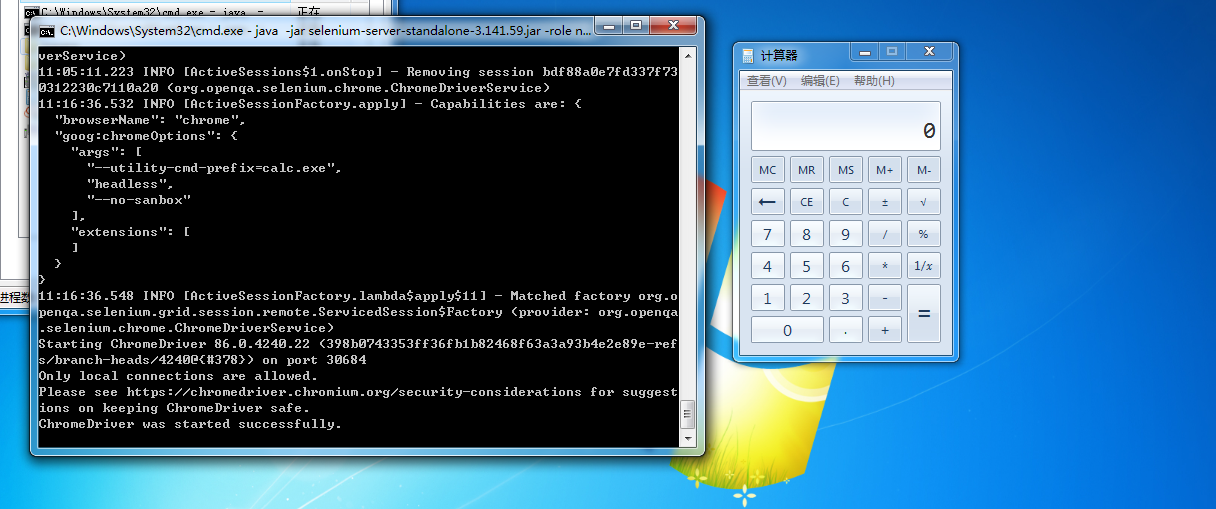 C:\Windows\System32\cmd.exe - java -
正在
C:\Windows\System32\cmd.exe - java -jar selenium-server-standalone-3.141.59.jar -role n...
verService)
11:05:11.223 INFO [ActiveSessions$1.onStop] - Removing session bdf88a0e7fd337f73
0312230c7110a20 (org.openqa.selenium.chrome.ChromeDriverService)
11:16:36.532 INFO [ActiveSessionFactory.apply] - Capabilities are: {
"browserName": "chrome",
"goog:chromeOptions": {
"args": [
"--utility-cmd-prefix=calc.exe",
"headless",
"--no-sanbox"
],
"extensions": [
]
}
}
11:16:36.548 INFO [ActiveSessionFactory.lambda$apply$11] - Matched factory org.o
penqa.selenium.grid.session.remote.ServicedSession$Factory (provider: org.openqa
.selenium.chrome.ChromeDriverService)
Starting ChromeDriver 86.0.4240.22 (398b0743353ff36fb1b82468f63a3a93b4e2e89e-ref
s/branch-heads/4240@{#378}) on port 30684
Only local connections are allowed.
Please see https://chromedriver.chromium.org/security-considerations for suggest
ions on keeping ChromeDriver safe.
ChromeDriver was started successfully.
进程数
计算器
查看(V) 编辑(E) 帮助(H)
0
MC MR MS M+ M-
← CE C ± √
7 8 9 / %
4 5 6 * 1/x
1 2 3 - =
0 . +